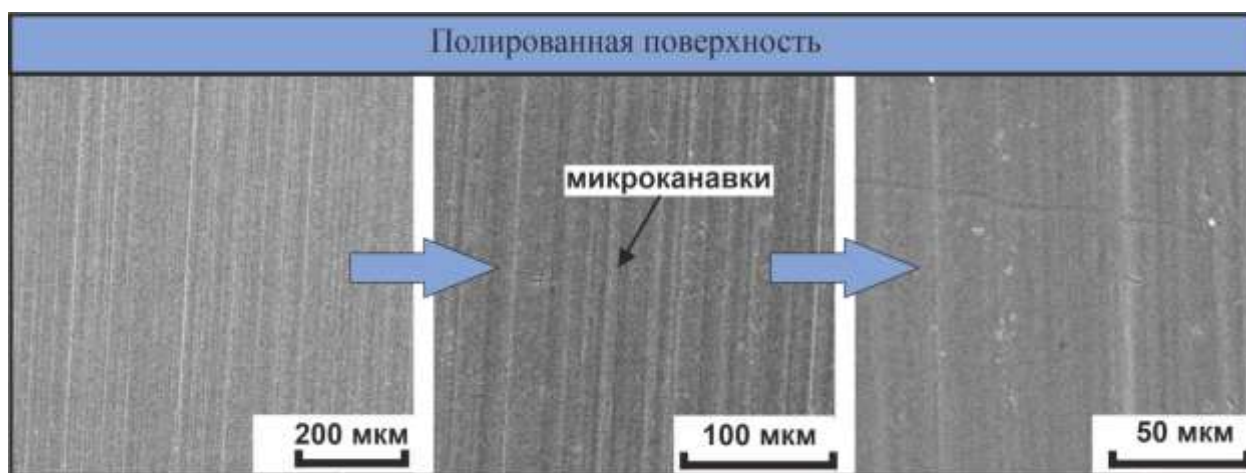 Полированная поверхность
микроканавки
200 мкм
100 мкм
50 мкм